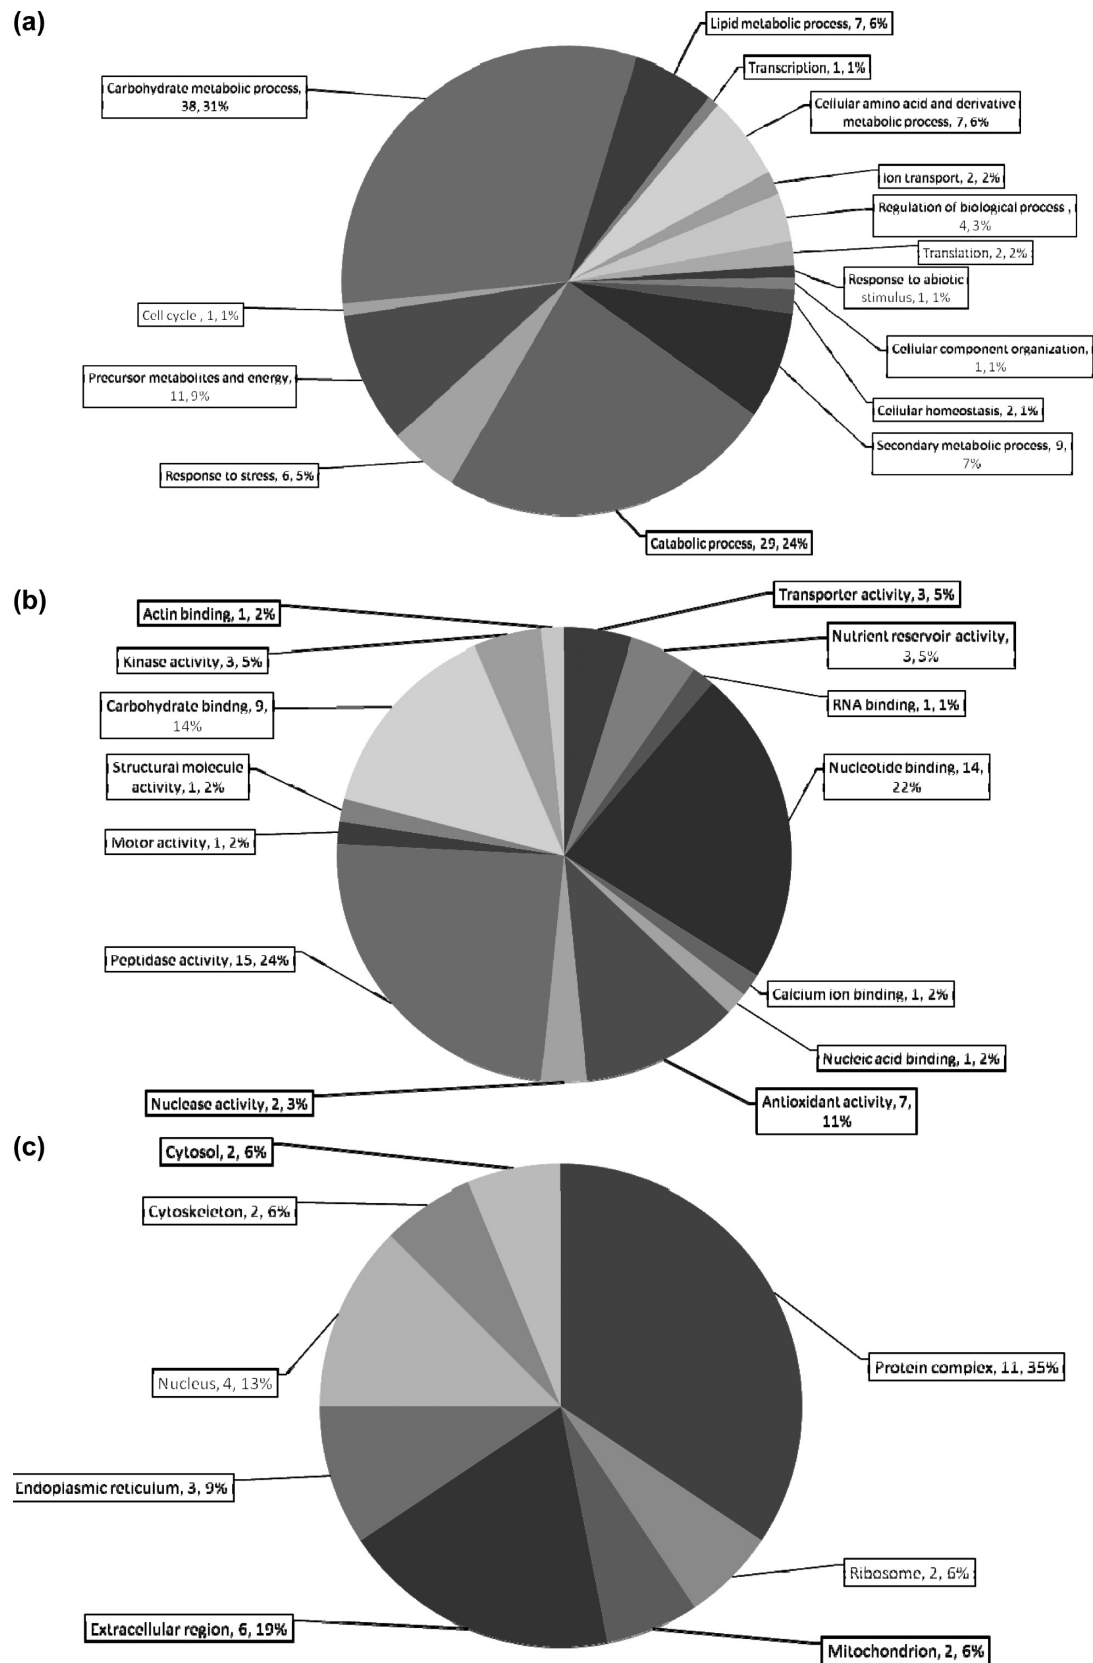 (a)
Lipid metabolic process, 7, 6%
Transcription, 1, 1%
Carbohydrate metabolic process,
38, 31%
Cellular amino acid and derivative
metabolic process, 7, 6%
Ion transport, 2, 2%
Regulation of biological process ,
4, 3%
Translation, 2, 2%
Response to abiotic
stimulus, 1, 1%
Cell cycle , 1, 1%
Cellular component organization,
1, 1%
Precursor metabolites and energy,
11, 9%
Cellular homeostasis, 2, 1%
Secondary metabolic process, 9,
7%
Response to stress, 6, 5%
Catabolic process, 29, 24%
(b)
Actin binding, 1, 2%
Transporter activity, 3, 5%
Kinase activity, 3, 5%
Nutrient reservoir activity,
3, 5%
Carbohydrate bindng, 9,
14%
RNA binding, 1, 1%
Structural molecule
activity, 1, 2%
Nucleotide binding, 14,
22%
Motor activity, 1, 2%
Peptidase activity, 15, 24%
Calcium ion binding, 1, 2%
Nucleic acid binding, 1, 2%
Nuclease activity, 2, 3%
Antioxidant activity, 7,
11%
(c)
Cytosol, 2, 6%
Cytoskeleton, 2, 6%
Protein complex, 11, 35%
Nucleus, 4, 13%
Endoplasmic reticulum, 3, 9%
Ribosome, 2, 6%
Extracellular region, 6, 19%
Mitochondrion, 2, 6%